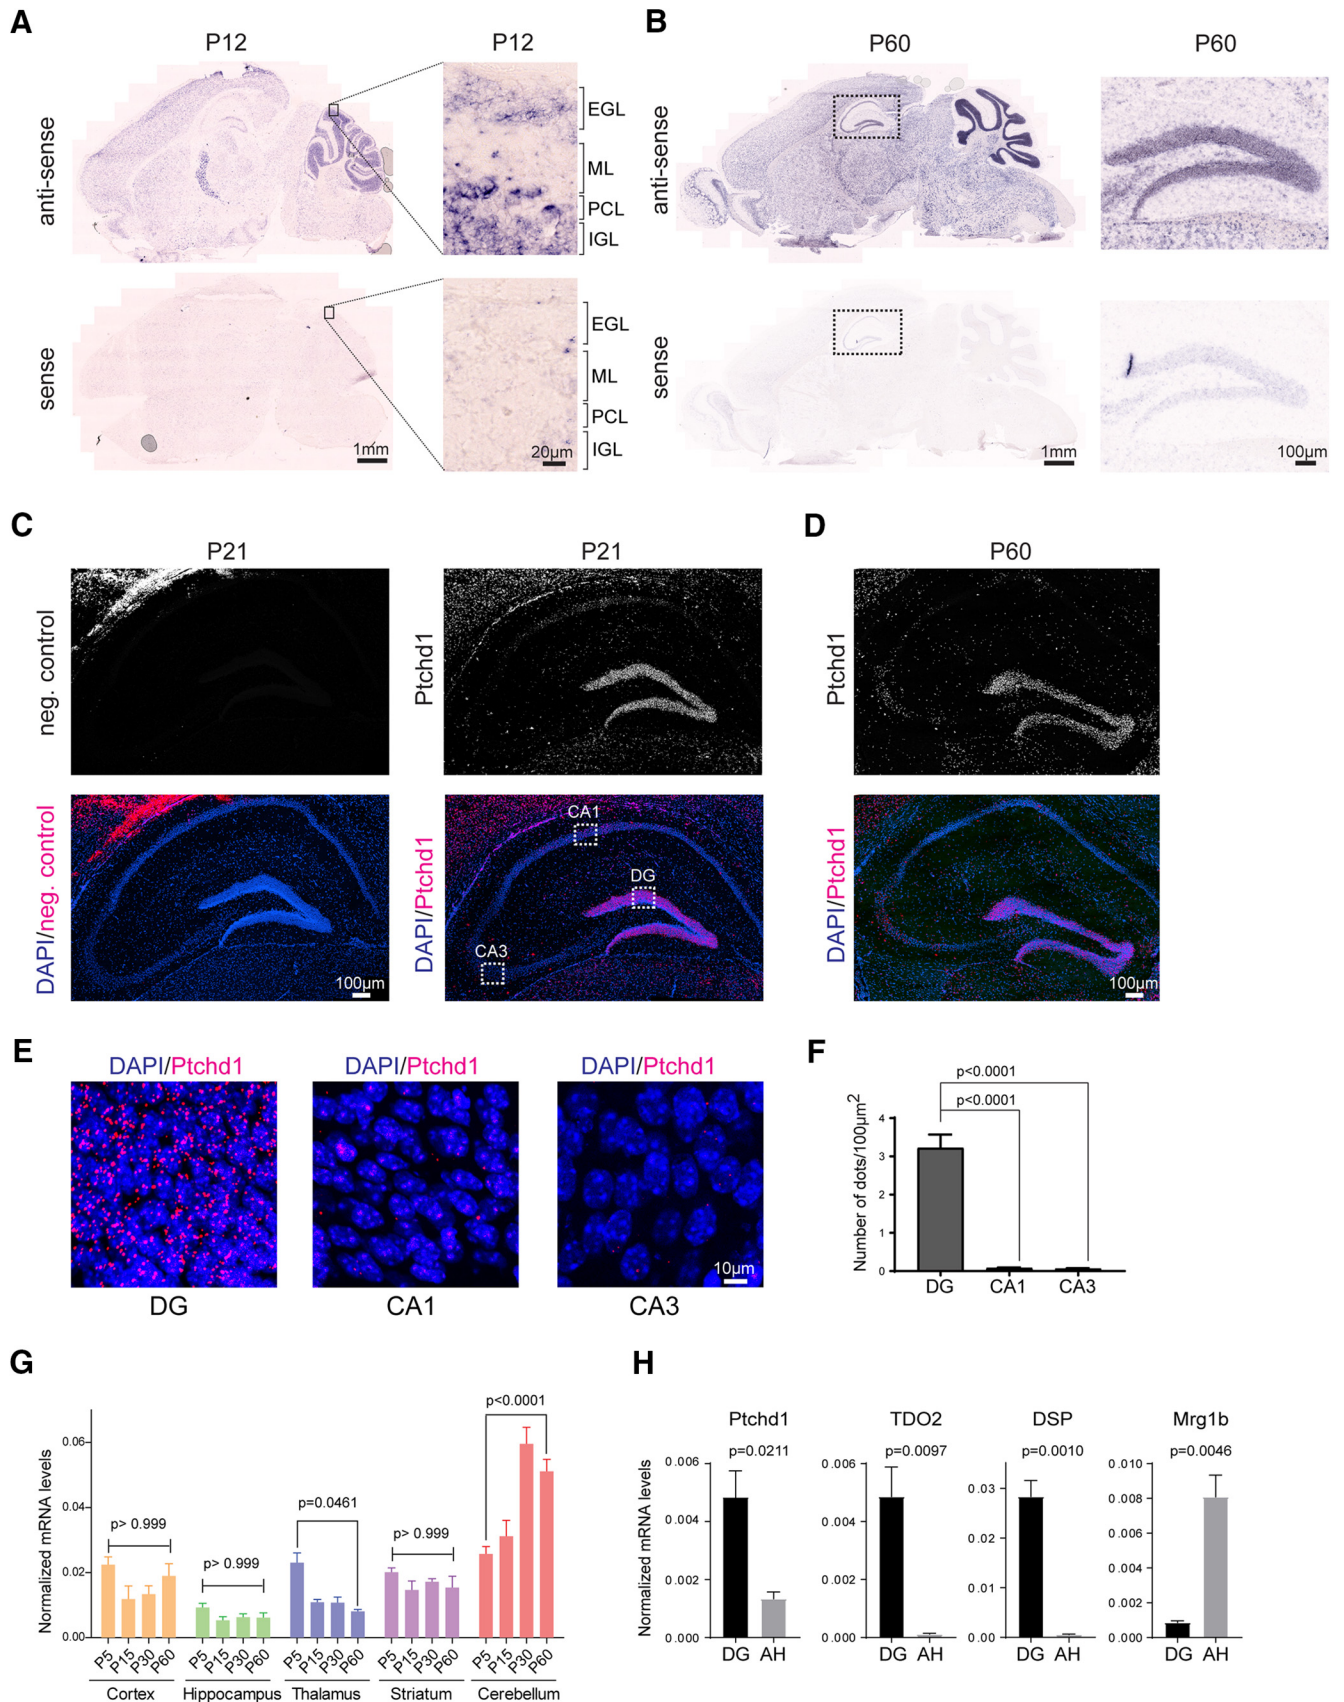 A
P12
P12
anti-sense
EGL
ML
PCL
IGL
sense
EGL
ML
PCL
IGL
1mm
20µm
B
P60
P60
anti-sense
sense
1mm
100µm
C
P21
P21
neg. control
Ptchd1
DAPI/neg. control
100µm
DAPI/Ptchd1
CA1
DG
CA3
D
P60
Ptchd1
DAPI/Ptchd1
100µm
E
DAPI/Ptchd1
DAPI/Ptchd1
DAPI/Ptchd1
10µm
DG
CA1
CA3
F
p<0.0001
p<0.0001
Number of dots/100µm2
4
3
2
1
0
DG
CA1
CA3
G
Normalized mRNA levels
0.06
0.04
0.02
0.00
p> 0.999
p> 0.999
p=0.0461
p> 0.999
p<0.0001
P5 P15 P30 P60
P5 P15 P30 P60
P5 P15 P30 P60
P5 P15 P30 P60
P5 P15 P30 P60
Cortex
Hippocampus
Thalamus
Striatum
Cerebellum
H
Normalized mRNA levels
Ptchd1
p=0.0211
0.006
0.004
0.002
0.000
DG AH
TDO2
p=0.0097
0.006
0.004
0.002
0.000
DG AH
DSP
p=0.0010
0.03
0.02
0.01
0.00
DG AH
Mrg1b
p=0.0046
0.010
0.008
0.006
0.004
0.002
0.000
DG AH